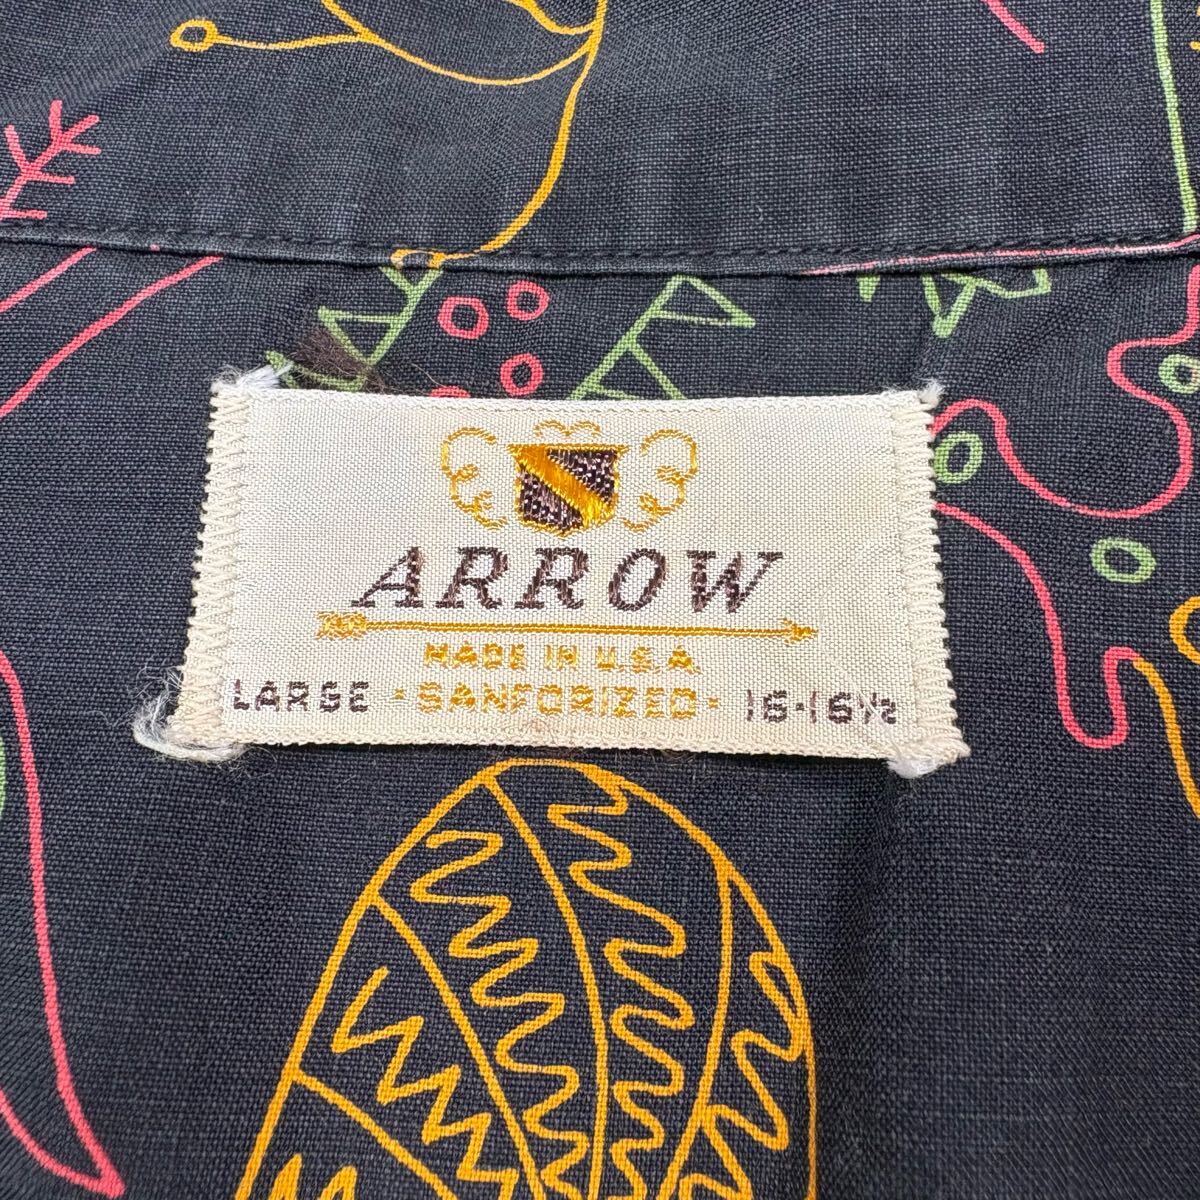 ARROW
MADE IN U.S.A.
LARGE · SANFORIZED · 16-16½